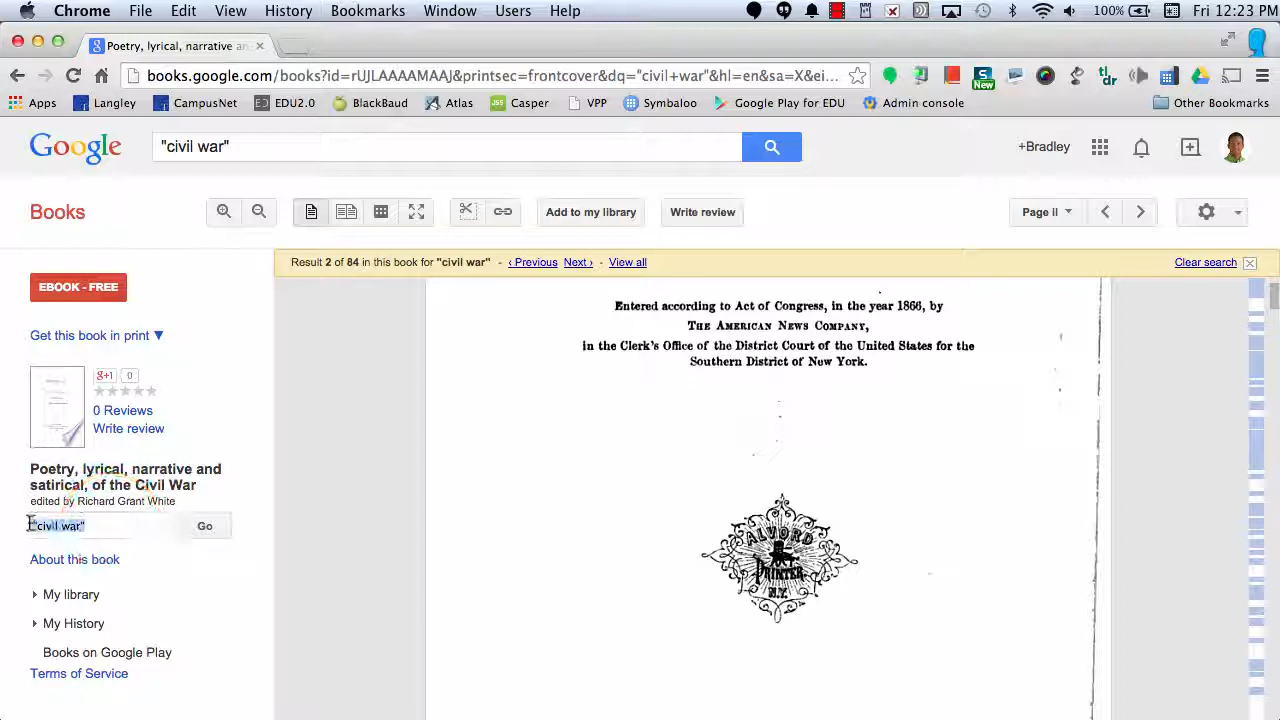 Chrome File Edit View History Bookmarks Window Users Help 100% Fri 12:23 PM
Poetry, lyrical, narrative an
books.google.com/books?id=rUJLAAAAMAAJ&printsec=frontcover&dq="civil+war"&hl=en&sa=X&ei...
New
tl;dr
Apps Langley CampusNet EDU2.0 BlackBaud Atlas Casper VPP Symbaloo Google Play for EDU Admin console Other Bookmarks
Google "civil war" +Bradley
Books Add to my library Write review Page ii
Result 2 of 84 in this book for "civil war" - ‹ Previous Next › - View all Clear search
EBOOK - FREE
Get this book in print ▼
g+1 0
0 Reviews
Write review
Poetry, lyrical, narrative and
satirical, of the Civil War
edited by Richard Grant White
"civil war" Go
About this book
My library
My History
Books on Google Play
Terms of Service
Entered according to Act of Congress, in the year 1866, by
THE AMERICAN NEWS COMPANY,
in the Clerk's Office of the District Court of the United States for the
Southern District of New York.
ALVORD
PRINTER
N.Y.